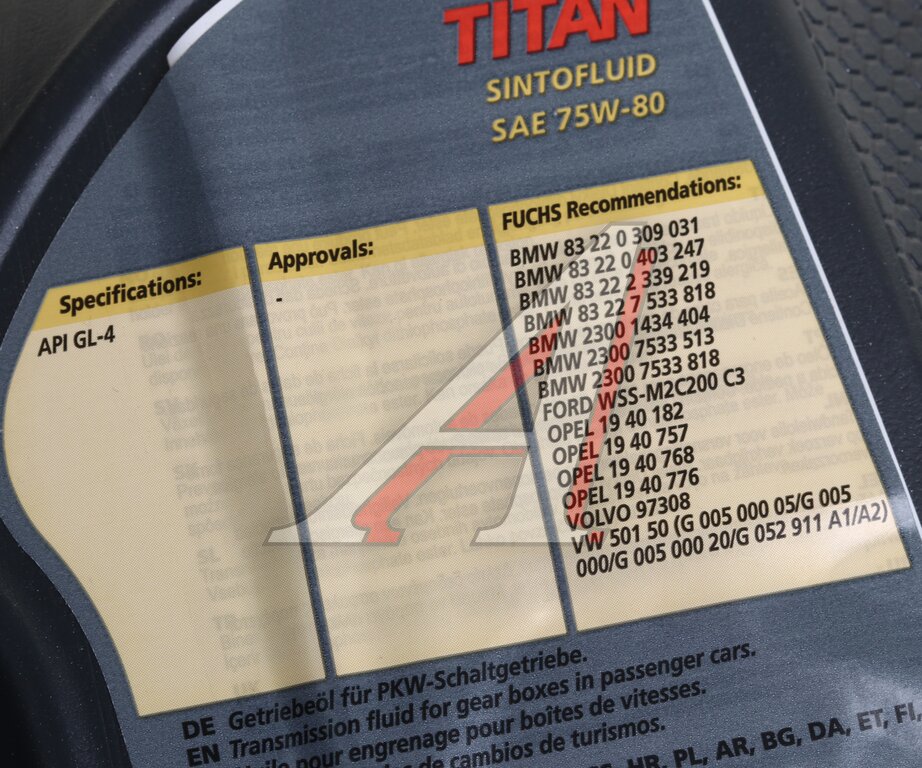 TITAN
SINTOFLUID
SAE 75W-80
Specifications:
API GL-4
Approvals:
-
FUCHS Recommendations:
BMW 83 22 0 309 031
BMW 83 22 0 403 247
BMW 83 22 2 339 219
BMW 83 22 7 533 818
BMW 2300 1434 404
BMW 2300 7533 513
BMW 2300 7533 818
FORD WSS-M2C200 C3
OPEL 19 40 182
OPEL 19 40 757
OPEL 19 40 768
OPEL 19 40 776
VOLVO 97308
VW 501 50 (G 005 000 05/G 005
000/G 005 000 20/G 052 911 A1/A2)
DE Getriebeöl für PKW-Schaltgetriebe.
EN Transmission fluid for gear boxes in passenger cars.
pour engrenage pour boîtes de vitesses.
de cambios de turismos.
HR, PL, AR, BG, DA, ET, FI,